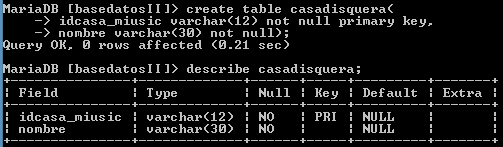 MariaDB [basedatosII]> create table casadisquera(
    -> idcasa_miusic varchar(12) not null primary key,
    -> nombre varchar(30) not null);
Query OK, 0 rows affected (0.21 sec)
MariaDB [basedatosII]> describe casadisquera;
+---------------+-------------+------+-----+---------+-------+
| Field         | Type        | Null | Key | Default | Extra |
+---------------+-------------+------+-----+---------+-------+
| idcasa_miusic | varchar(12) | NO   | PRI | NULL    |       |
| nombre        | varchar(30) | NO   |     | NULL    |       |
+---------------+-------------+------+-----+---------+-------+